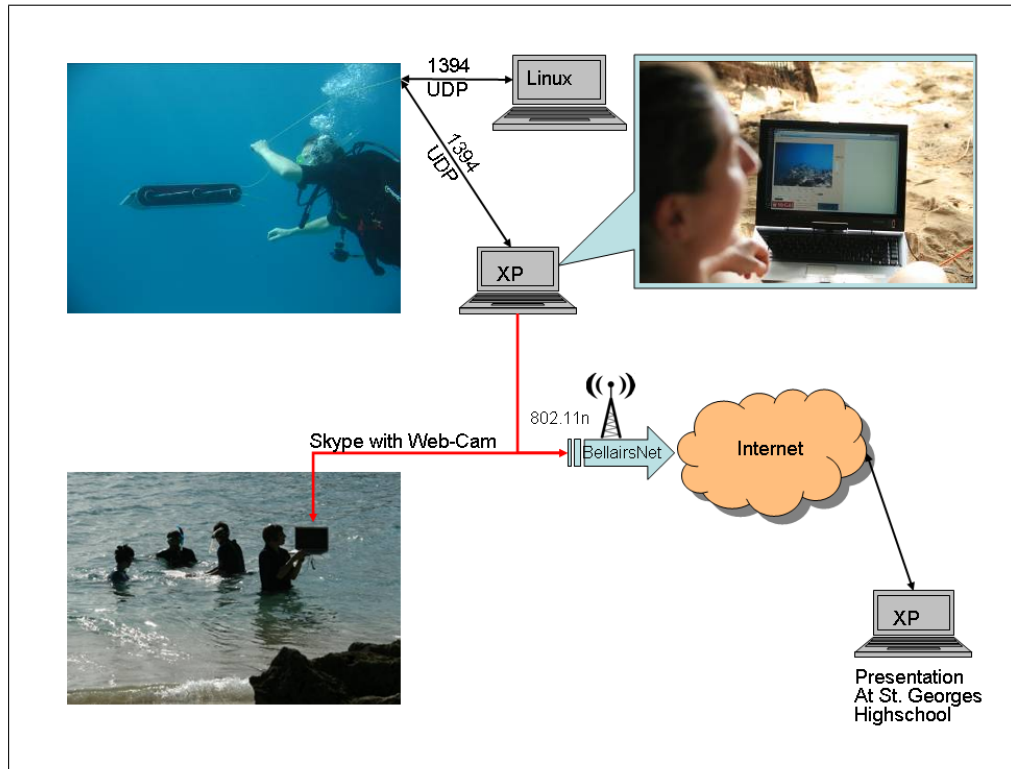 1394
UDP
Linux
1394
UDP
XP
802.11n
Skype with Web-Cam
BellairsNet
Internet
XP
Presentation
At St. Georges
Highschool